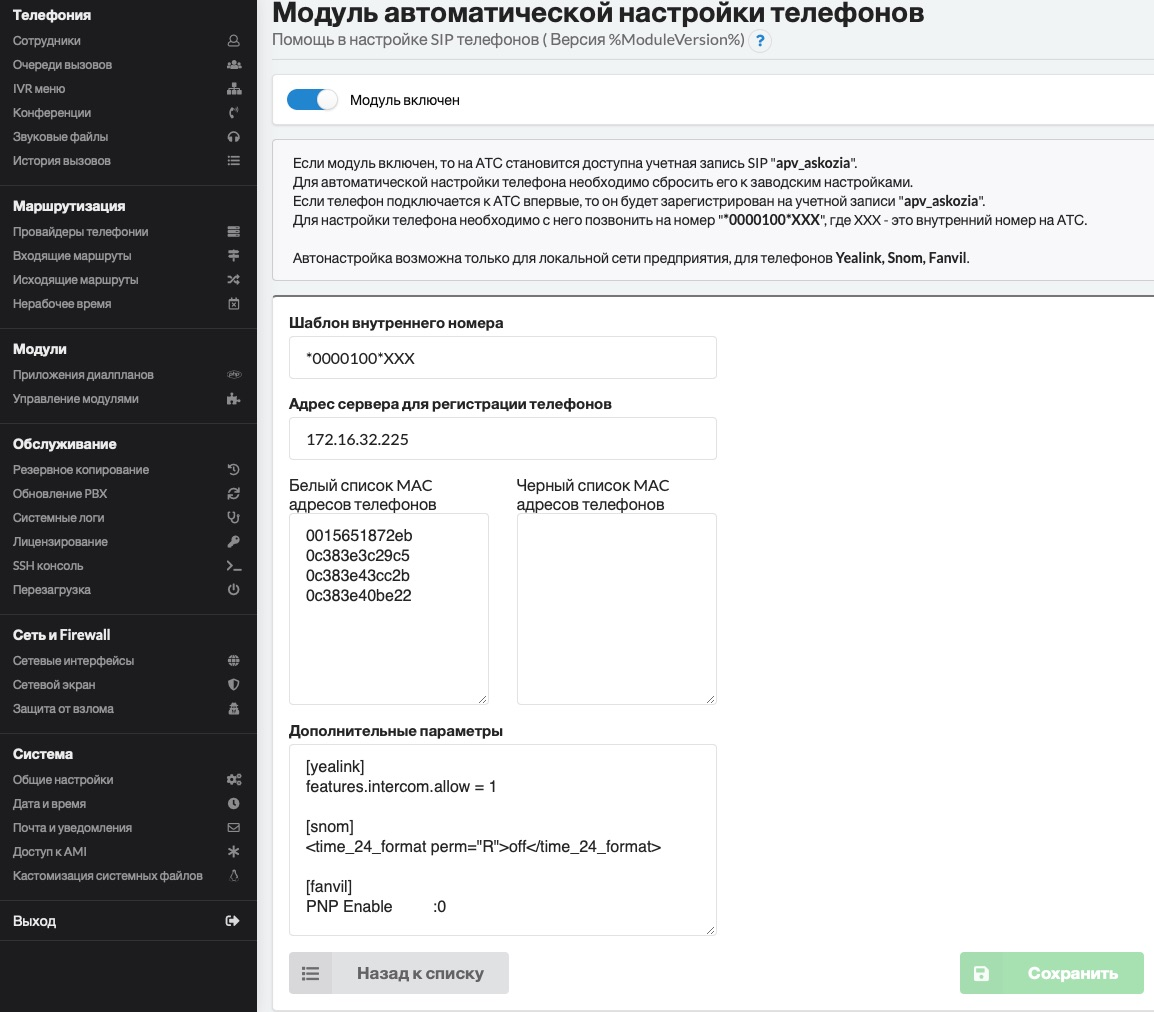 Телефония
Сотрудники
Очереди вызовов
IVR меню
Конференции
Звуковые файлы
История вызовов
Маршрутизация
Провайдеры телефонии
Входящие маршруты
Исходящие маршруты
Нерабочее время
Модули
Приложения диалпланов
Управление модулями
Обслуживание
Резервное копирование
Обновление PBX
Системные логи
Лицензирование
SSH консоль
Перезагрузка
Сеть и Firewall
Сетевые интерфейсы
Сетевой экран
Защита от взлома
Система
Общие настройки
Дата и время
Почта и уведомления
Доступ к AMI
Кастомизация системных файлов
Выход
Модуль автоматической настройки телефонов
Помощь в настройке SIP телефонов ( Версия %ModuleVersion%) ?
Модуль включен
Если модуль включен, то на АТС становится доступна учетная запись SIP "apv_askozia".
Для автоматической настройки телефона необходимо сбросить его к заводским настройками.
Если телефон подключается к АТС впервые, то он будет зарегистрирован на учетной записи "apv_askozia".
Для настройки телефона необходимо с него позвонить на номер "*0000100*XXX", где XXX - это внутренний номер на АТС.
Автонастройка возможна только для локальной сети предприятия, для телефонов Yealink, Snom, Fanvil.
Шаблон внутреннего номера
*0000100*XXX
Адрес сервера для регистрации телефонов
172.16.32.225
Белый список MAC
адресов телефонов
0015651872eb
0c383e3c29c5
0c383e43cc2b
0c383e40be22
Черный список MAC
адресов телефонов
Дополнительные параметры
[yealink]
features.intercom.allow = 1
[snom]
<time_24_format perm="R">off</time_24_format>
[fanvil]
PNP Enable :0
Назад к списку
Сохранить